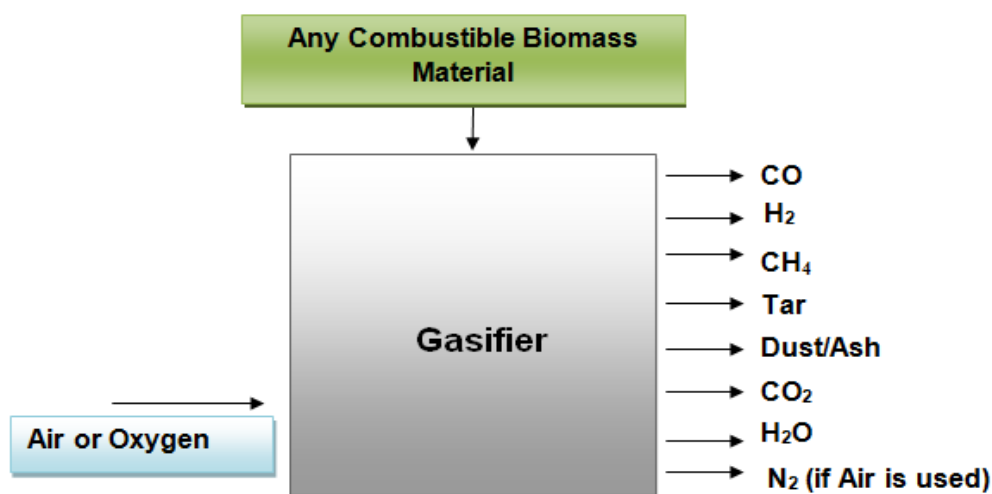 Any Combustible Biomass
Material
Gasifier
Air or Oxygen
CO
H₂
CH₄
Tar
Dust/Ash
CO₂
H₂O
N₂ (if Air is used)